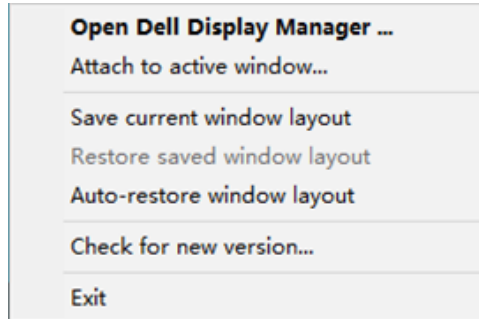 Open Dell Display Manager ...
Attach to active window...
Save current window layout
Restore saved window layout
Auto-restore window layout
Check for new version...
Exit